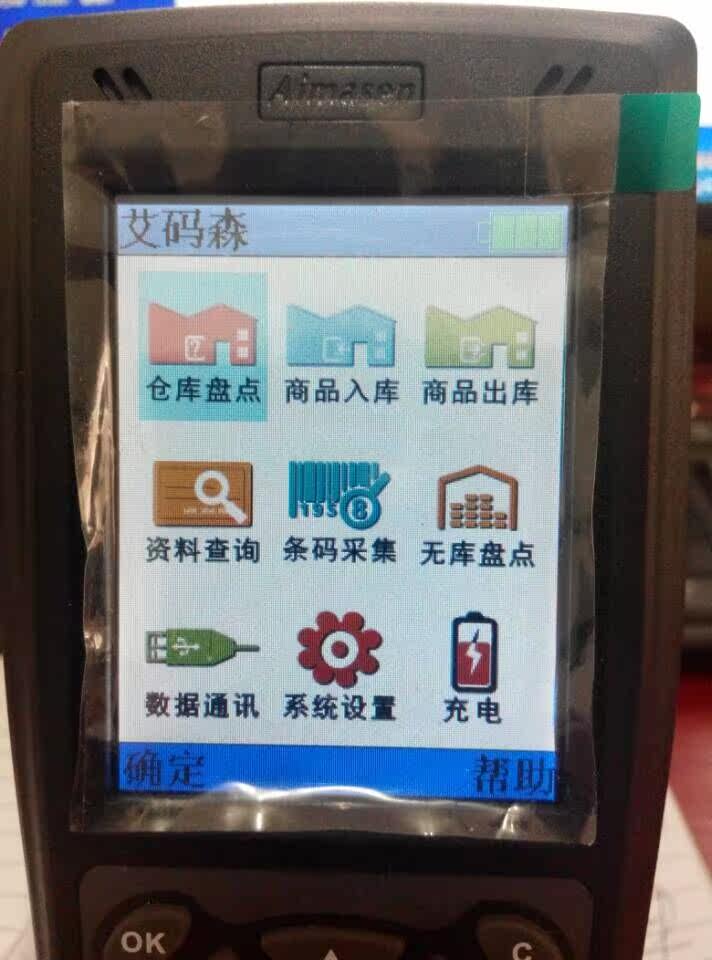 Aimasen
艾码森
仓库盘点 商品入库 商品出库
1958
资料查询 条码采集 无库盘点
数据通讯 系统设置 充电
确定 帮助
OK C